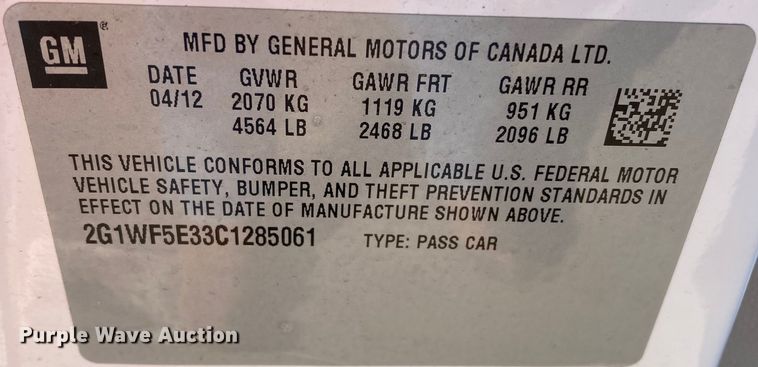 GM®
MFD BY GENERAL MOTORS OF CANADA LTD.
DATE GVWR GAWR FRT GAWR RR
04/12 2070 KG 1119 KG 951 KG
4564 LB 2468 LB 2096 LB
THIS VEHICLE CONFORMS TO ALL APPLICABLE U.S. FEDERAL MOTOR
VEHICLE SAFETY, BUMPER, AND THEFT PREVENTION STANDARDS IN
EFFECT ON THE DATE OF MANUFACTURE SHOWN ABOVE.
2G1WF5E33C1285061 TYPE: PASS CAR
Purple Wave Auction